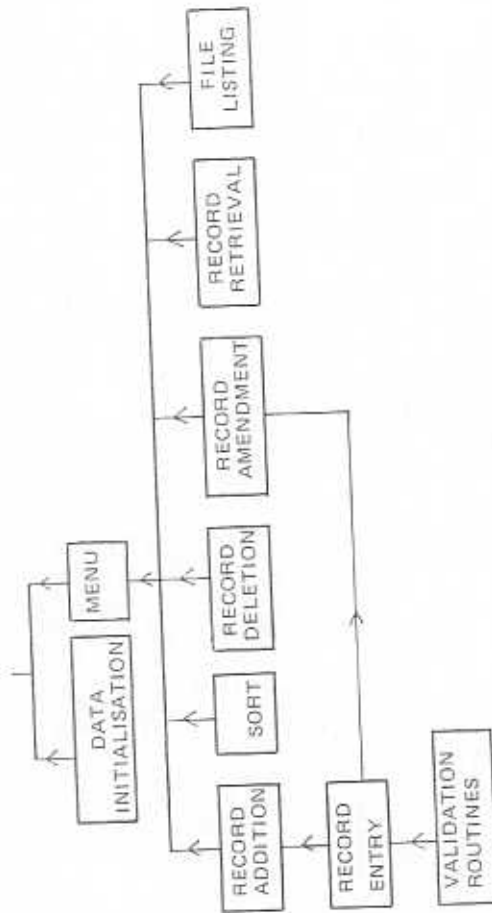 DATA
INITIALISATION
MENU
RECORD
ADDITION
SORT
RECORD
DELETION
RECORD
AMENDMENT
RECORD
RETRIEVAL
FILE
LISTING
RECORD
ENTRY
VALIDATION
ROUTINES